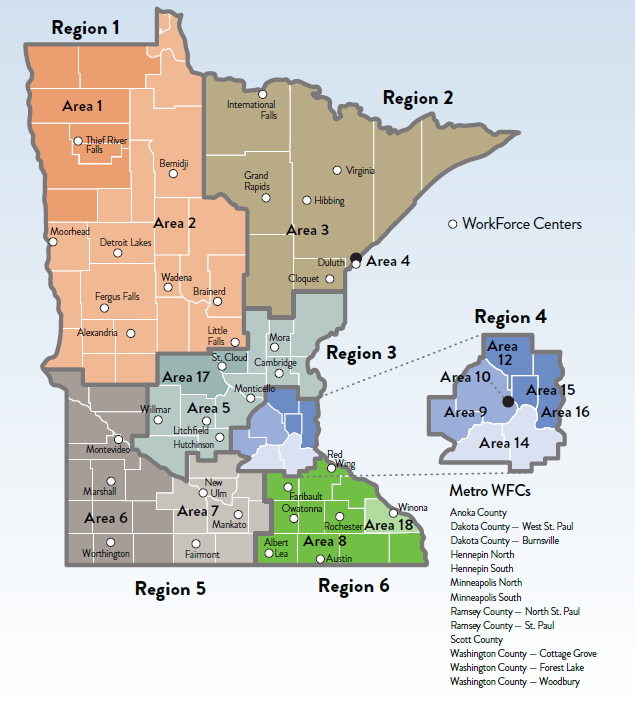 Region 1
Region 2
Area 1
International
Falls
Thief River
Falls
Bemidji
Virginia
Grand
Rapids
Hibbing
Area 2
Area 3
WorkForce Centers
Moorhead
Detroit Lakes
Duluth
Area 4
Cloquet
Wadena
Brainerd
Fergus Falls
Alexandria
Little
Falls
Mora
Region 3
Region 4
St. Cloud
Cambridge
Area 17
Monticello
Area
12
Area 10
Area 15
Area 9
Area 16
Area 14
Willmar
Area 5
Litchfield
Hutchinson
Montevideo
Red
Wing
Marshall
New
Ulm
Faribault
Owatonna
Winona
Area 6
Area 7
Mankato
Rochester
Area 18
Area 8
Albert
Lea
Worthington
Fairmont
Austin
Region 5
Region 6
Metro WFCs
Anoka County
Dakota County — West St. Paul
Dakota County — Burnsville
Hennepin North
Hennepin South
Minneapolis North
Minneapolis South
Ramsey County — North St. Paul
Ramsey County — St. Paul
Scott County
Washington County — Cottage Grove
Washington County — Forest Lake
Washington County — Woodbury